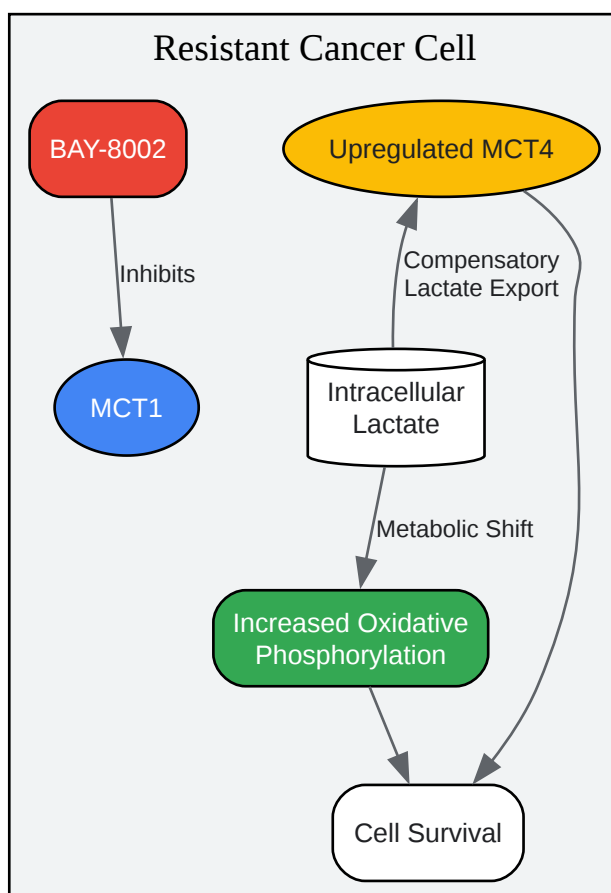 Resistant Cancer Cell
BAY-8002
Upregulated MCT4
Inhibits
Compensatory
Lactate Export
MCT1
Intracellular
Lactate
Metabolic Shift
Increased Oxidative
Phosphorylation
Cell Survival